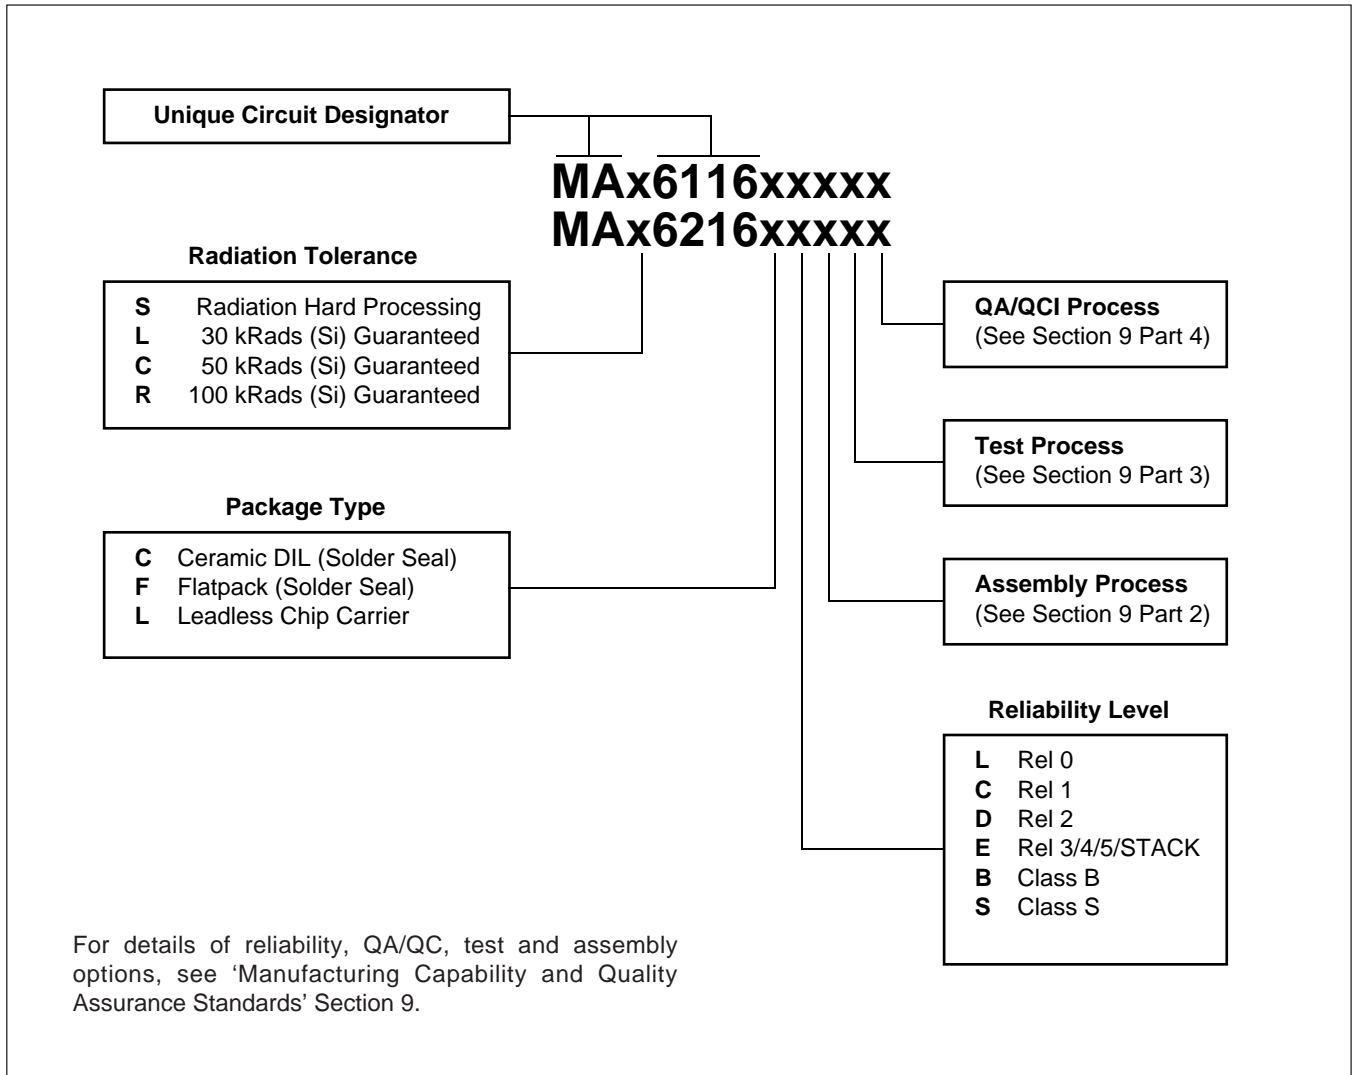 Unique Circuit Designator
MAx6116xxxxx
MAx6216xxxxx
Radiation Tolerance
S Radiation Hard Processing
L 30 kRads (Si) Guaranteed
C 50 kRads (Si) Guaranteed
R 100 kRads (Si) Guaranteed
Package Type
C Ceramic DIL (Solder Seal)
F Flatpack (Solder Seal)
L Leadless Chip Carrier
QA/QCI Process
(See Section 9 Part 4)
Test Process
(See Section 9 Part 3)
Assembly Process
(See Section 9 Part 2)
Reliability Level
L Rel 0
C Rel 1
D Rel 2
E Rel 3/4/5/STACK
B Class B
S Class S
For details of reliability, QA/QC, test and assembly
options, see ‘Manufacturing Capability and Quality
Assurance Standards’ Section 9.